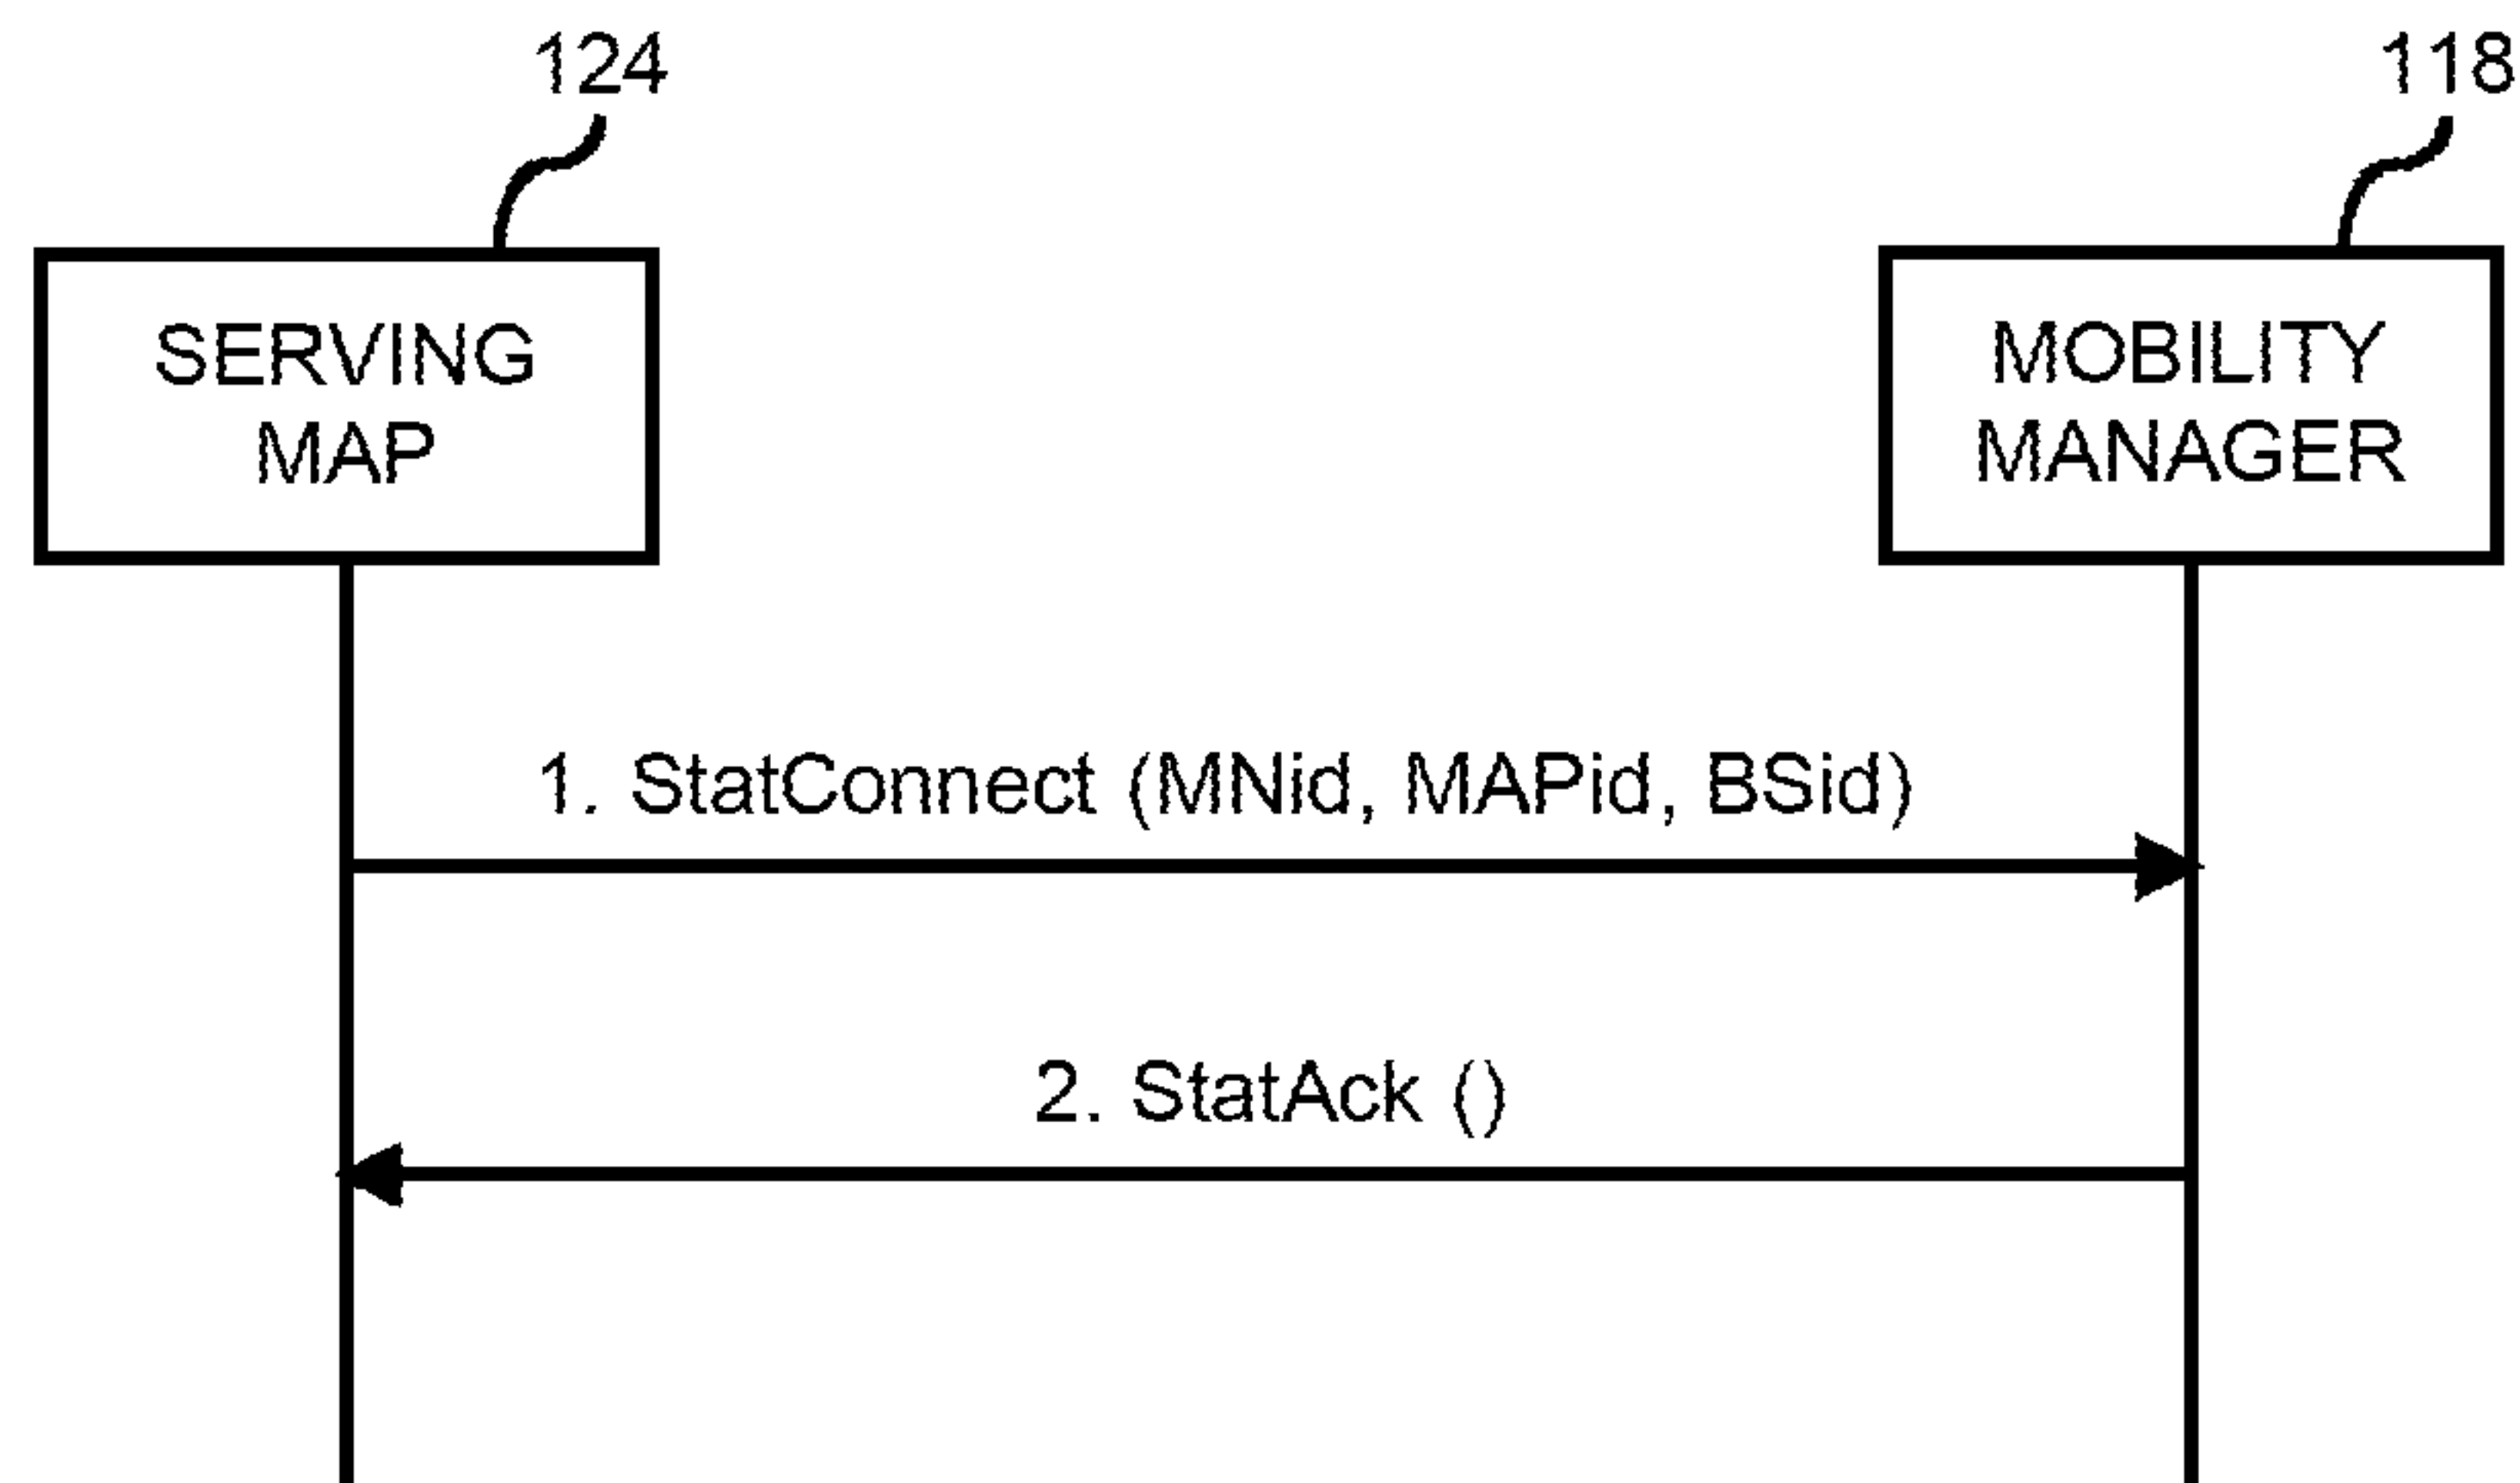 124
118
SERVING
MAP
MOBILITY
MANAGER
1. StatConnect (MNid, MAPid, BSid)
2. StatAck ()